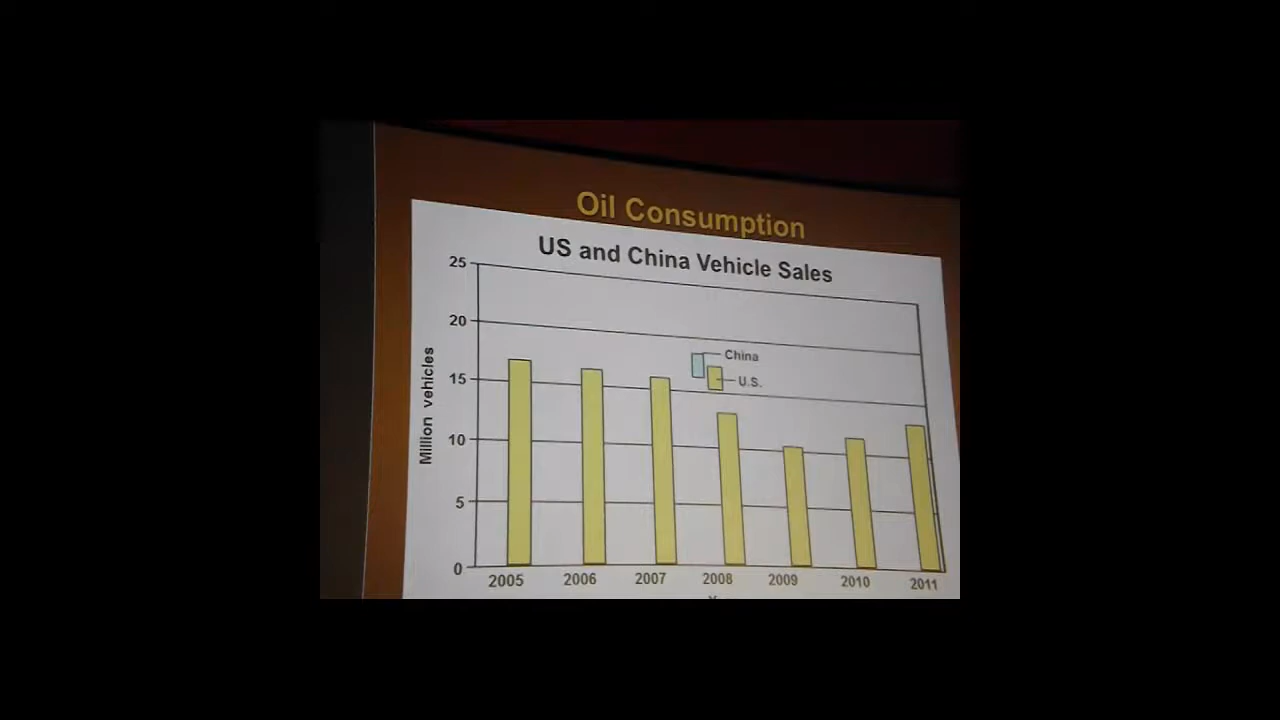 Oil Consumption
US and China Vehicle Sales
25
20
15
10
5
0
Million vehicles
China
U.S.
2005 2006 2007 2008 2009 2010 2011